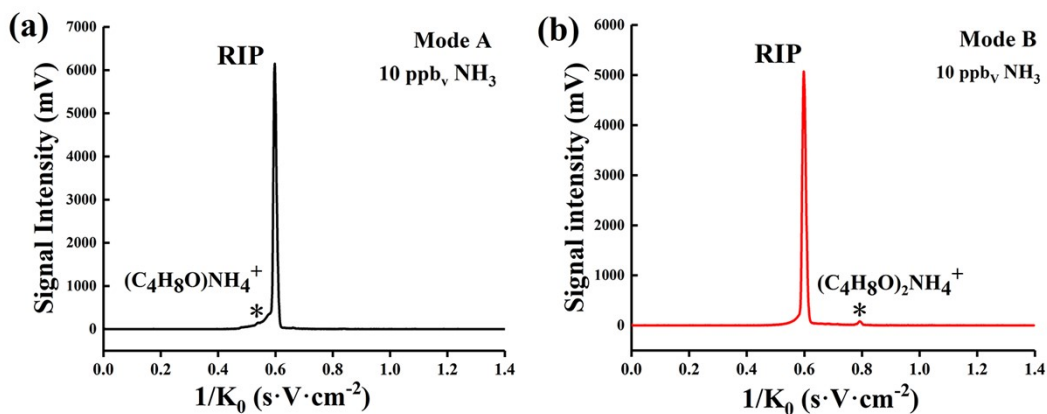 (a)
Mode A
10 ppbv NH3
RIP
(C4H8O)NH4+
*
Signal Intensity (mV)
7000
6000
5000
4000
3000
2000
1000
0
0.0 0.2 0.4 0.6 0.8 1.0 1.2 1.4
1/K0 (s·V·cm-2)
(b)
Mode B
10 ppbv NH3
RIP
(C4H8O)2NH4+
*
Signal intensity (mV)
6000
5000
4000
3000
2000
1000
0
0.0 0.2 0.4 0.6 0.8 1.0 1.2 1.4
1/K0 (s·V·cm-2)